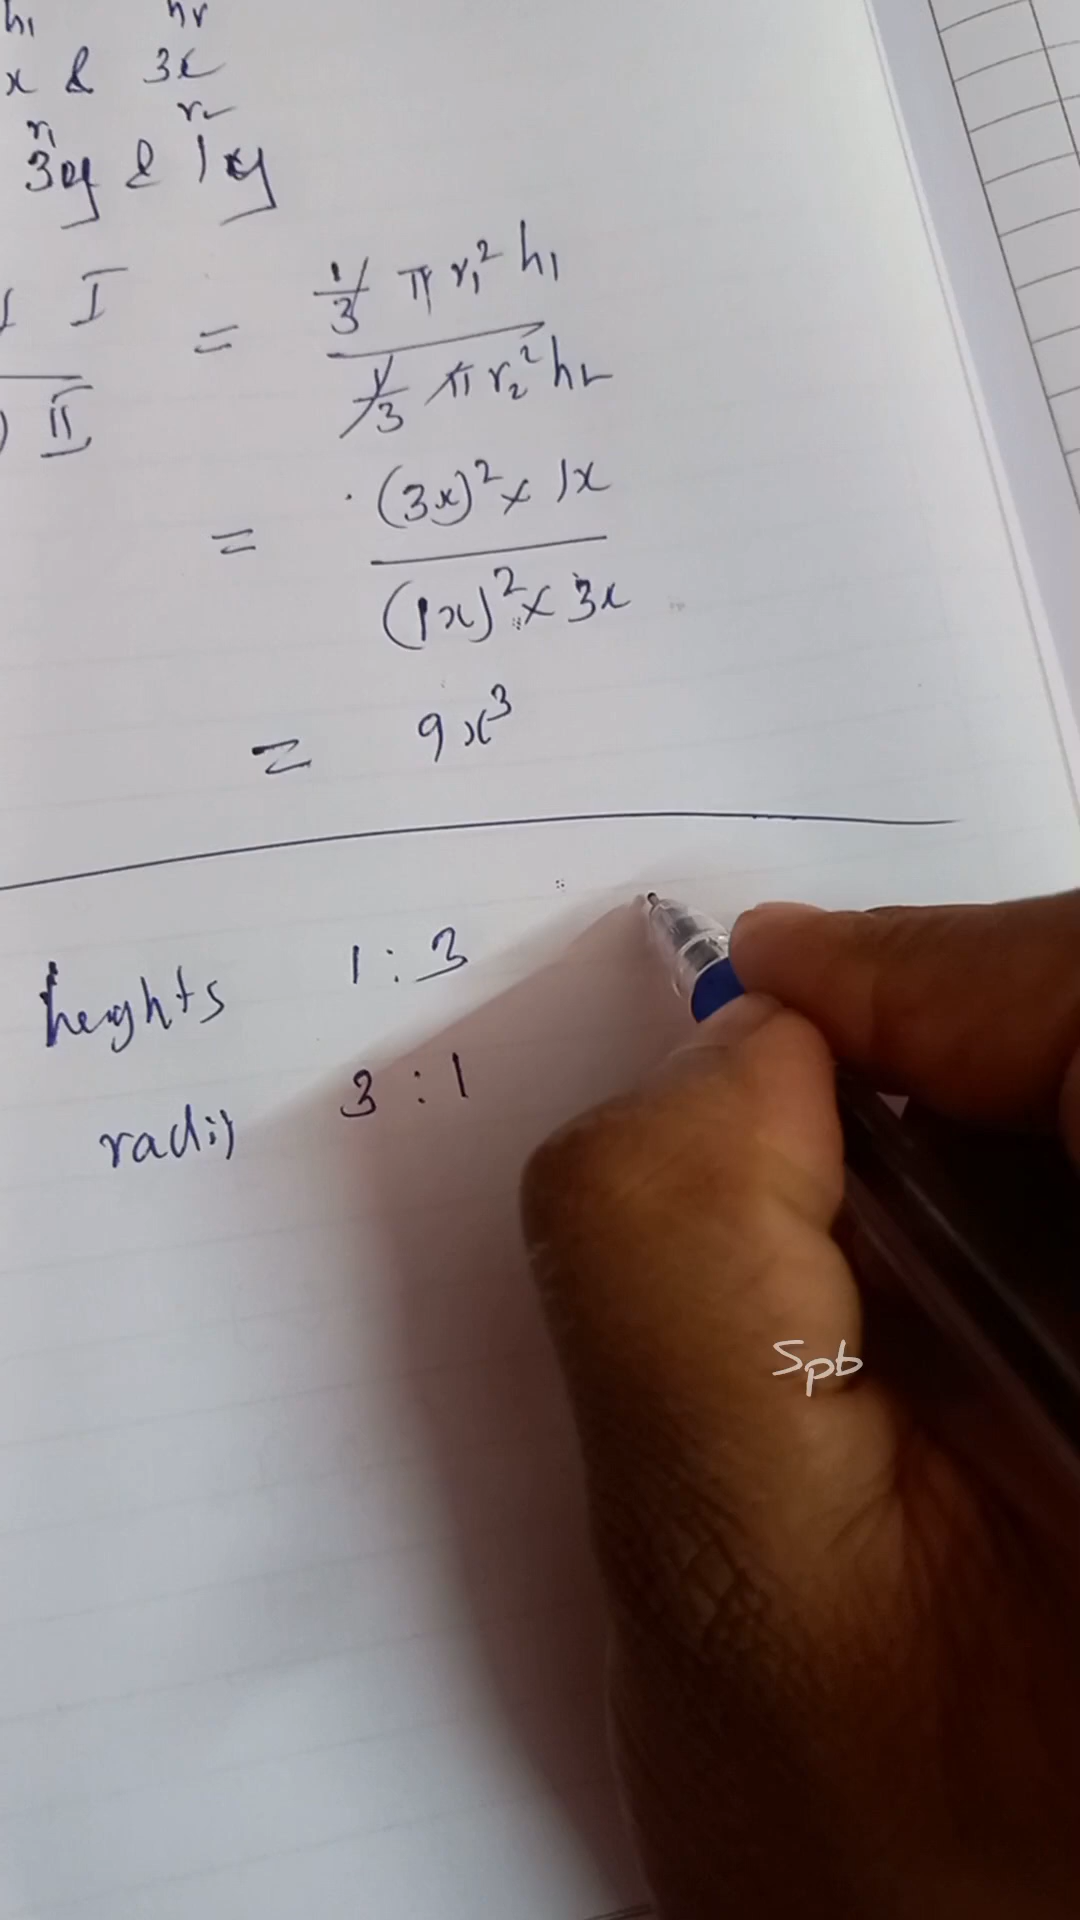 h1 hr
x & 3x
r1 r2
3y & 1y
I = 1/3 π r₁² h₁
II 1/3 π r₂² h2
= (3x)² × 1x
(1x)² × 3x
= 9x³
heights 1 : 3
radii 3 : 1
Spb